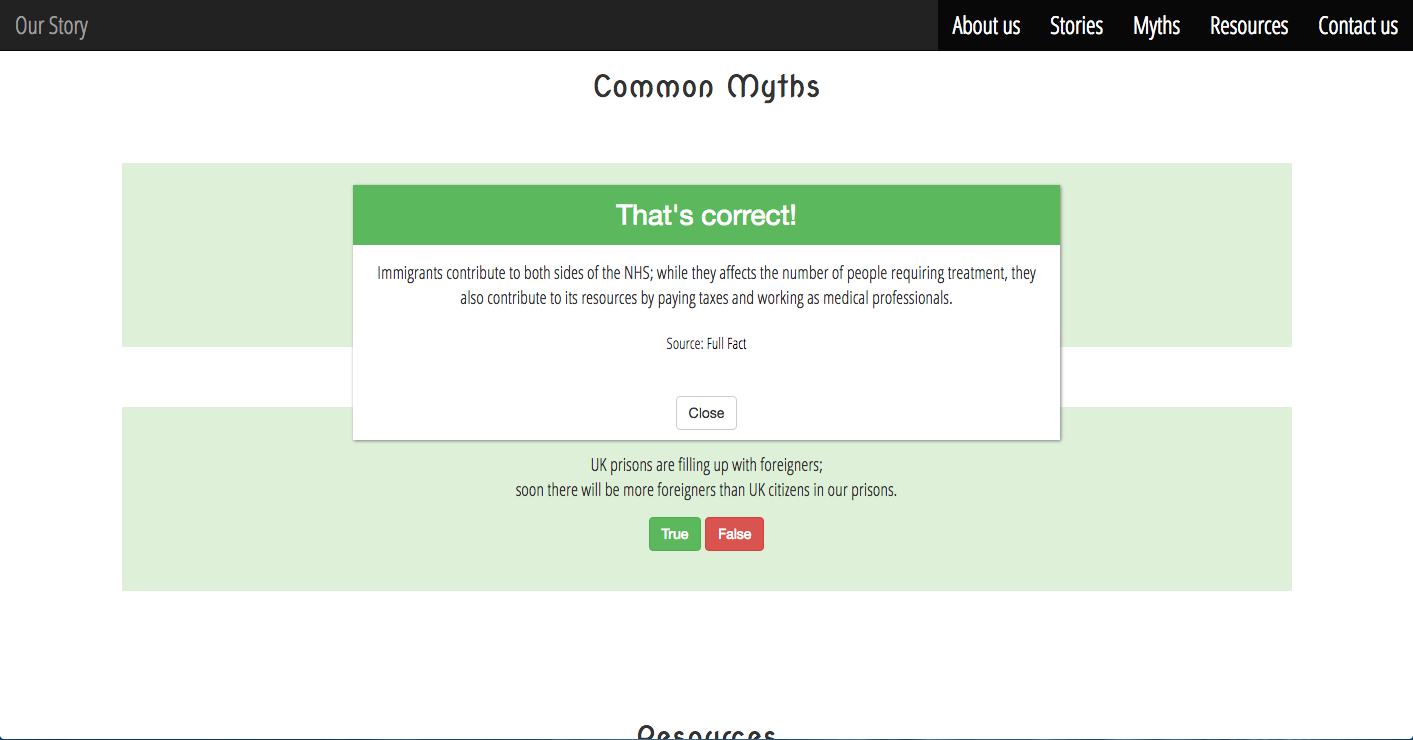 Our Story
About us
Stories
Myths
Resources
Contact us
Common Myths
That's correct!
Immigrants contribute to both sides of the NHS; while they affects the number of people requiring treatment, they
also contribute to its resources by paying taxes and working as medical professionals.
Source: Full Fact
Close
UK prisons are filling up with foreigners;
soon there will be more foreigners than UK citizens in our prisons.
True
False
Resources